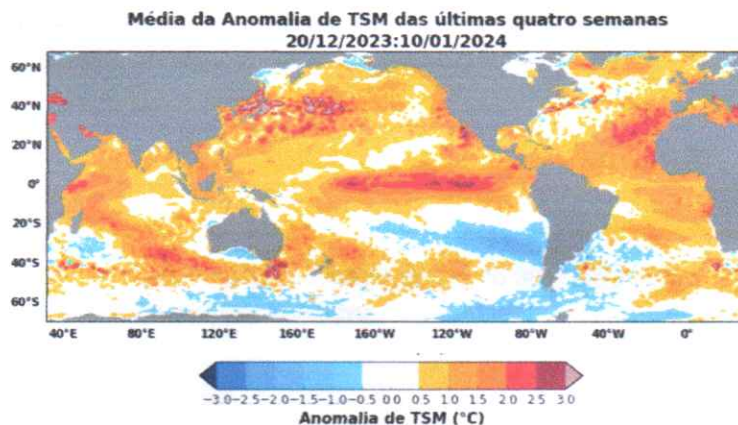 Média da Anomalia de TSM das últimas quatro semanas
20/12/2023:10/01/2024
60°N
40°N
20°N
0°
20°S
40°S
60°S
40°E 80°E 120°E 160°E 160°W 120°W 80°W 40°W 0°
−3.0−2.5−2.0−1.5−1.0−0.5 0.0 0.5 1.0 1.5 2.0 2.5 3.0
Anomalia de TSM (°C)